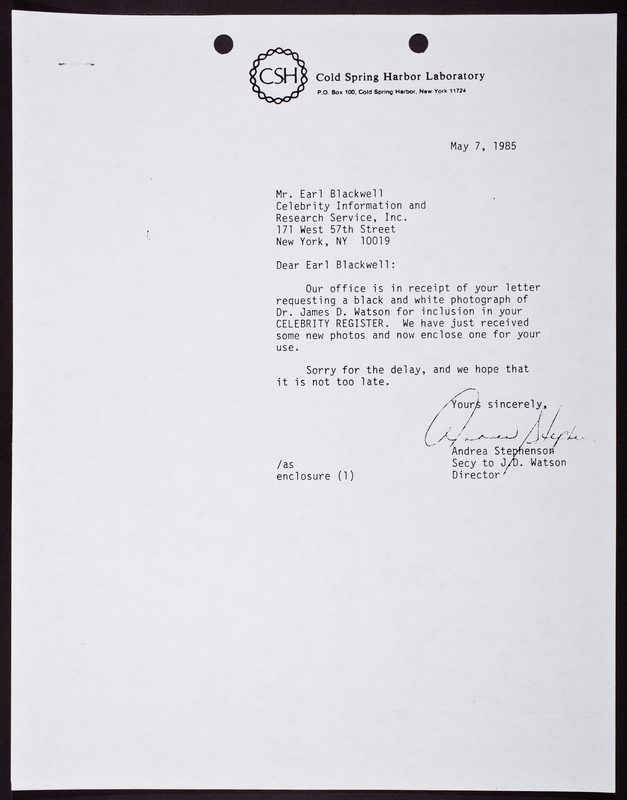 CSH
Cold Spring Harbor Laboratory
P.O. Box 100, Cold Spring Harbor, New York 11724
May 7, 1985
Mr. Earl Blackwell
Celebrity Information and
Research Service, Inc.
171 West 57th Street
New York, NY  10019
Dear Earl Blackwell:
Our office is in receipt of your letter
requesting a black and white photograph of
Dr. James D. Watson for inclusion in your
CELEBRITY REGISTER.  We have just received
some new photos and now enclose one for your
use.
Sorry for the delay, and we hope that
it is not too late.
Yours sincerely,
Andrea Stephenson
Secy to J.D. Watson
Director
/as
enclosure (1)